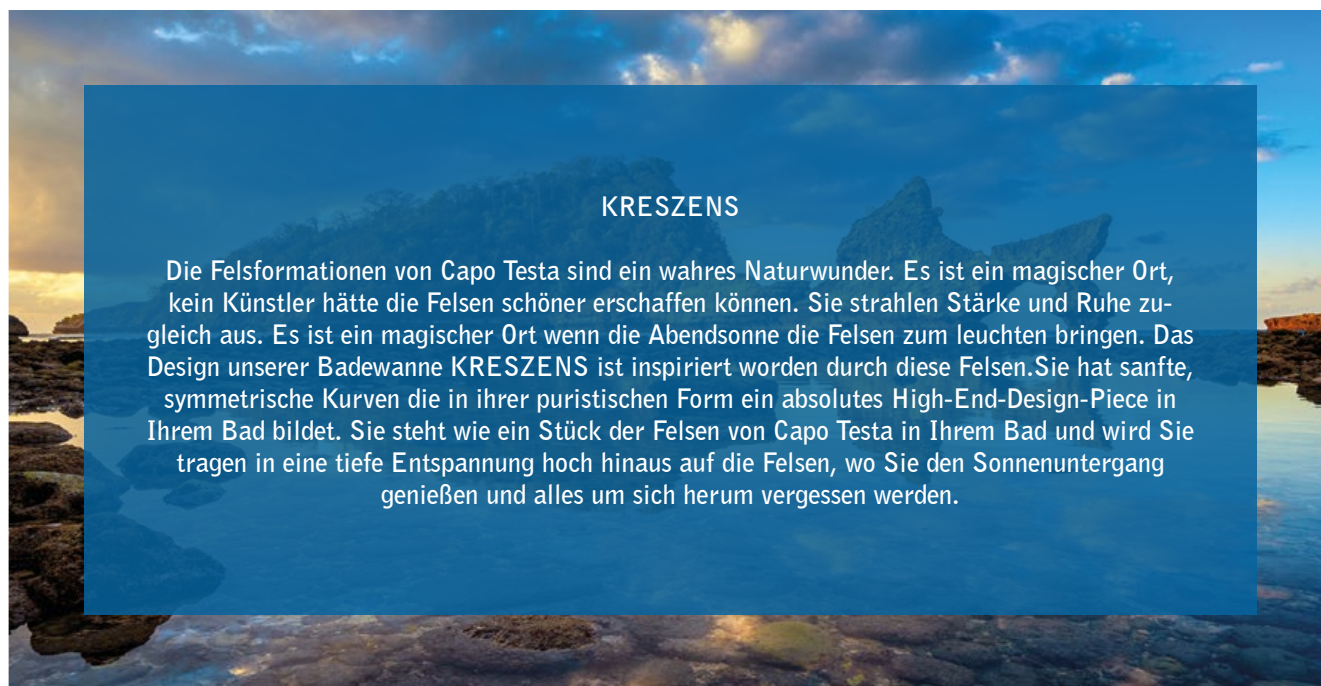 KRESZENS
Die Felsformationen von Capo Testa sind ein wahres Naturwunder. Es ist ein magischer Ort,
kein Künstler hätte die Felsen schöner erschaffen können. Sie strahlen Stärke und Ruhe zu-
gleich aus. Es ist ein magischer Ort wenn die Abendsonne die Felsen zum leuchten bringen. Das
Design unserer Badewanne KRESZENS ist inspiriert worden durch diese Felsen.Sie hat sanfte,
symmetrische Kurven die in ihrer puristischen Form ein absolutes High-End-Design-Piece in
Ihrem Bad bildet. Sie steht wie ein Stück der Felsen von Capo Testa in Ihrem Bad und wird Sie
tragen in eine tiefe Entspannung hoch hinaus auf die Felsen, wo Sie den Sonnenuntergang
genießen und alles um sich herum vergessen werden.